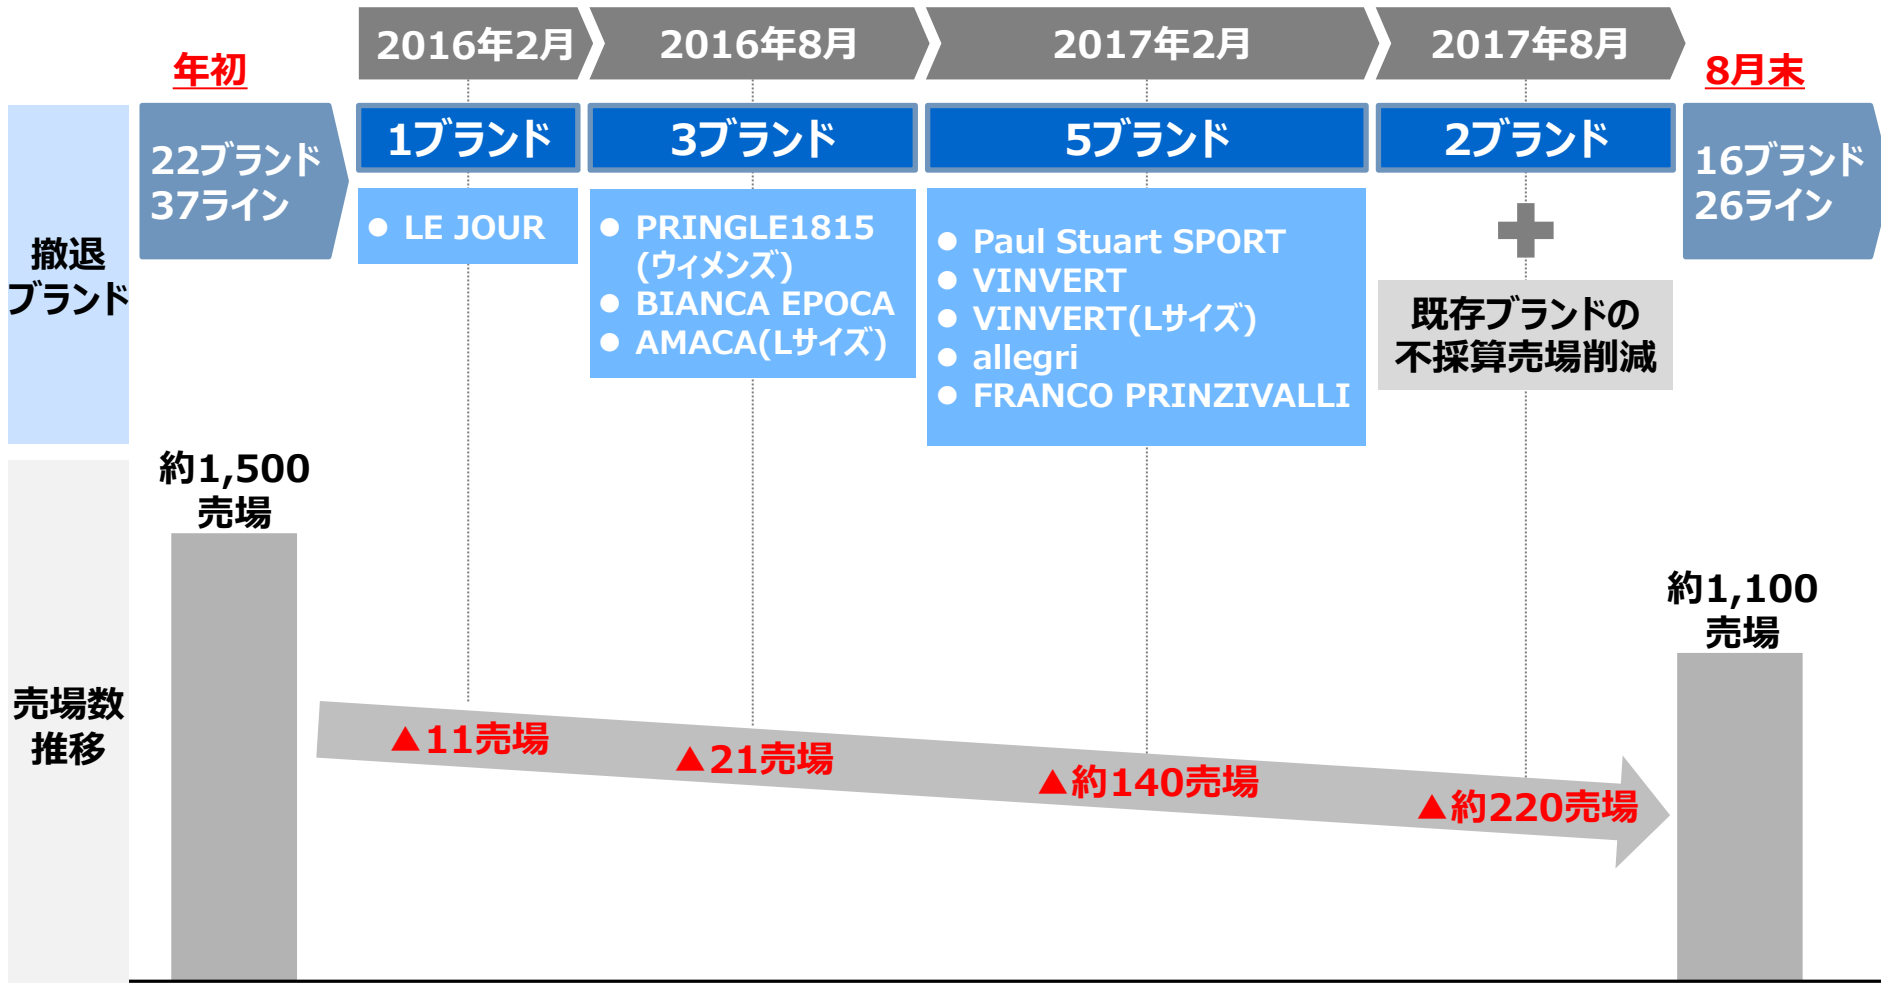 年初
2016年2月
2016年8月
2017年2月
2017年8月
8月末
撤退
ブランド
22ブランド
37ライン
1ブランド
● LE JOUR
3ブランド
● PRINGLE1815
(ウィメンズ)
● BIANCA EPOCA
● AMACA(Lサイズ)
5ブランド
● Paul Stuart SPORT
● VINVERT
● VINVERT(Lサイズ)
● allegri
● FRANCO PRINZIVALLI
2ブランド
既存ブランドの
不採算売場削減
16ブランド
26ライン
売場数
推移
約1,500
売場
▲11売場
▲21売場
▲約140売場
▲約220売場
約1,100
売場